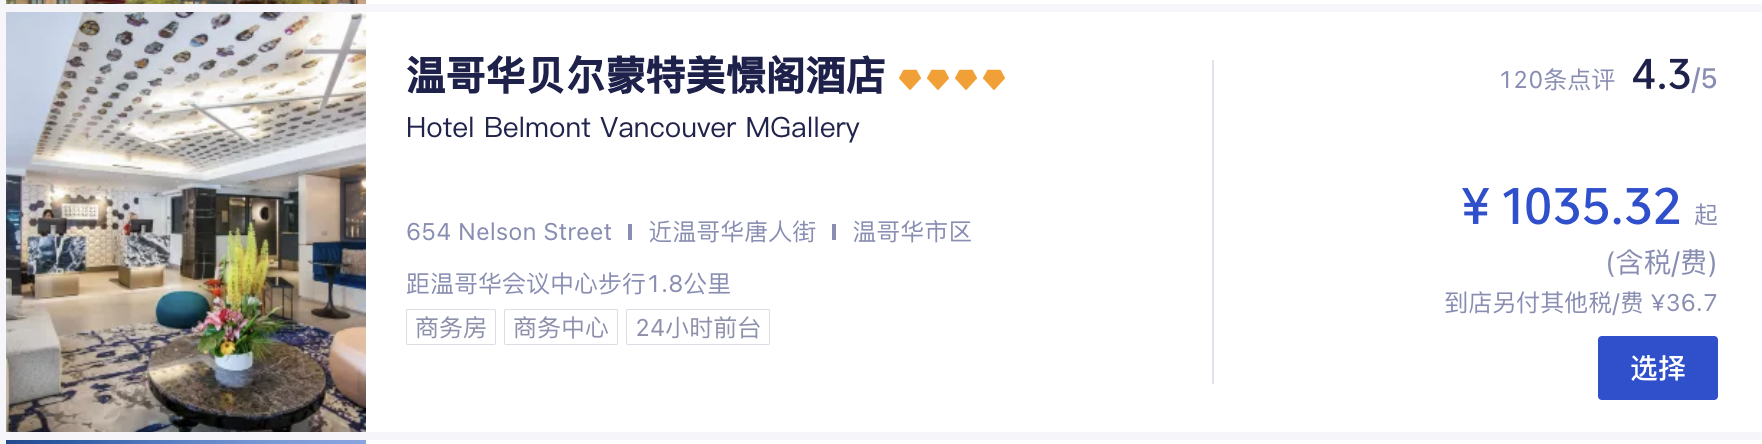 温哥华贝尔蒙特美憬阁酒店
Hotel Belmont Vancouver MGallery
654 Nelson Street 近温哥华唐人街 温哥华市区
距温哥华会议中心步行1.8公里
商务房 商务中心 24小时前台
120条点评 4.3/5
¥ 1035.32 起
(含税/费)
到店另付其他税/费 ¥36.7
选择